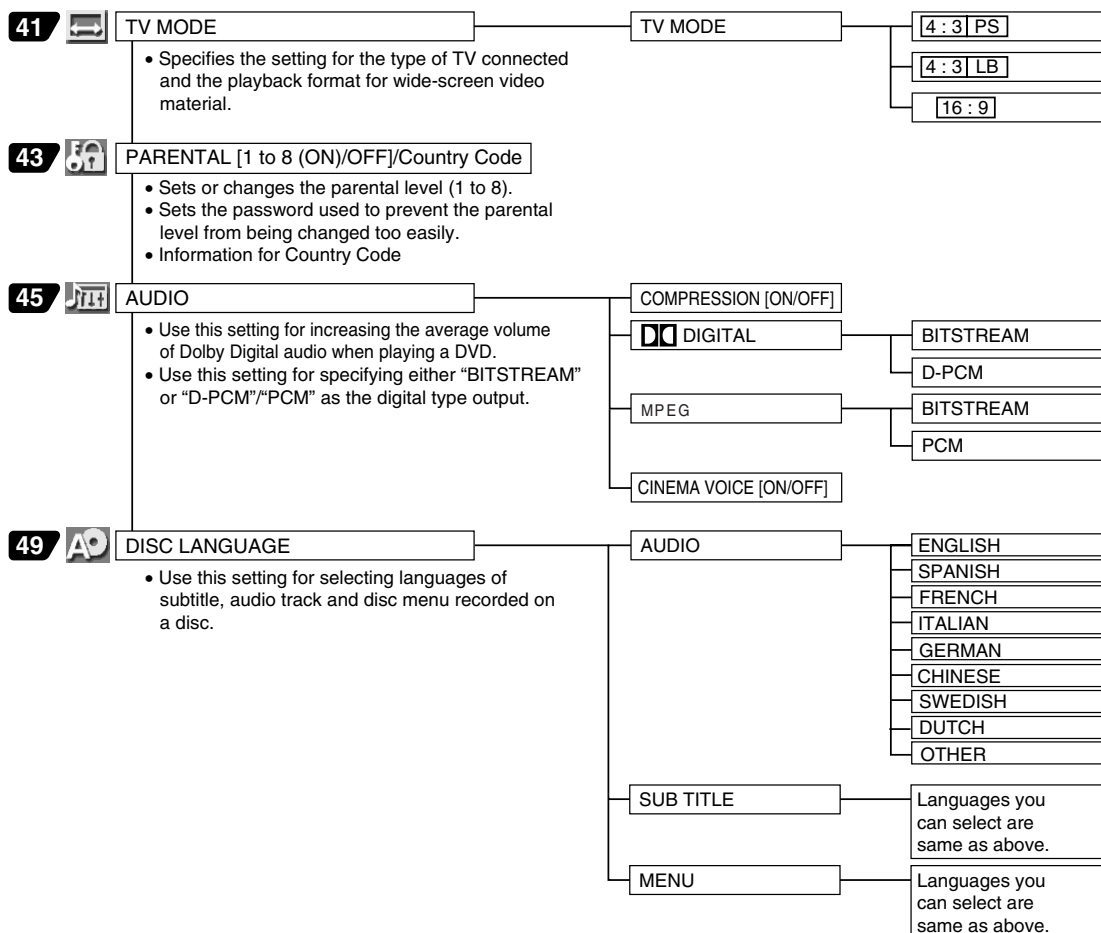 41 TV MODE TV MODE 4 : 3 PS
• Specifies the setting for the type of TV connected
and the playback format for wide-screen video
material.
4 : 3 LB
16 : 9
43 PARENTAL [1 to 8 (ON)/OFF]/Country Code
• Sets or changes the parental level (1 to 8).
• Sets the password used to prevent the parental
level from being changed too easily.
• Information for Country Code
45 AUDIO COMPRESSION [ON/OFF]
• Use this setting for increasing the average volume
of Dolby Digital audio when playing a DVD.
• Use this setting for specifying either “BITSTREAM”
or “D-PCM”/“PCM” as the digital type output.
DIGITAL BITSTREAM
D-PCM
MPEG BITSTREAM
PCM
CINEMA VOICE [ON/OFF]
49 DISC LANGUAGE AUDIO ENGLISH
• Use this setting for selecting languages of
subtitle, audio track and disc menu recorded on
a disc.
SPANISH
FRENCH
ITALIAN
GERMAN
CHINESE
SWEDISH
DUTCH
OTHER
SUB TITLE Languages you
can select are
same as above.
MENU Languages you
can select are
same as above.